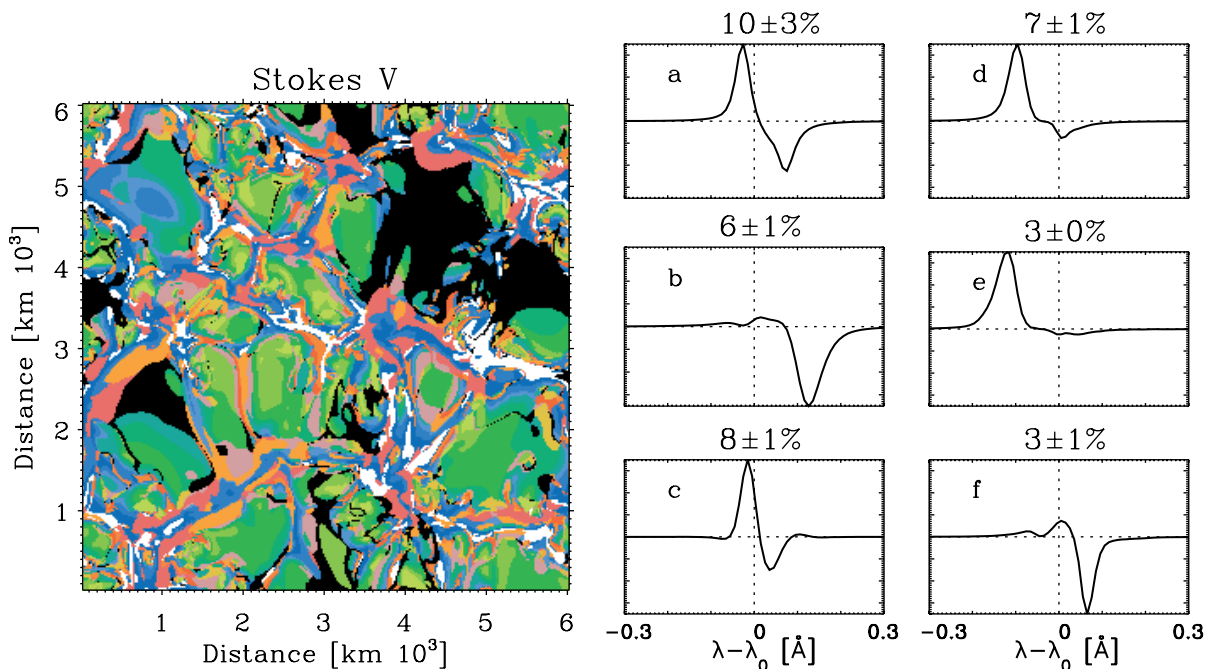 Stokes V
Distance [km 10³]
6
5
4
3
2
1
1 2 3 4 5 6
Distance [km 10³]
10±3%
a
7±1%
d
6±1%
b
3±0%
e
8±1%
c
3±1%
f
-0.3 0 0.3
λ-λ₀ [Å]
-0.3 0 0.3
λ-λ₀ [Å]